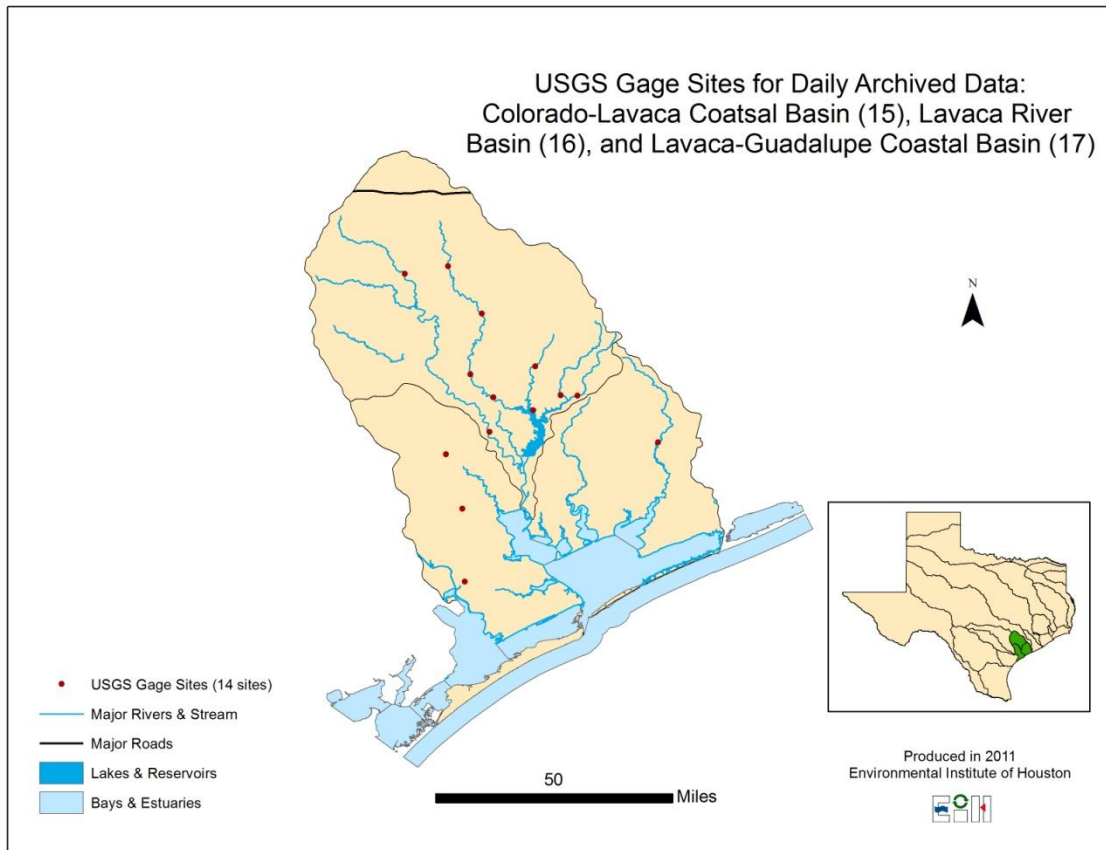 USGS Gage Sites for Daily Archived Data:
Colorado-Lavaca Coatsal Basin (15), Lavaca River
Basin (16), and Lavaca-Guadalupe Coastal Basin (17)
N
USGS Gage Sites (14 sites)
Major Rivers & Stream
Major Roads
Lakes & Reservoirs
Bays & Estuaries
50
Miles
Produced in 2011
Environmental Institute of Houston
EIH